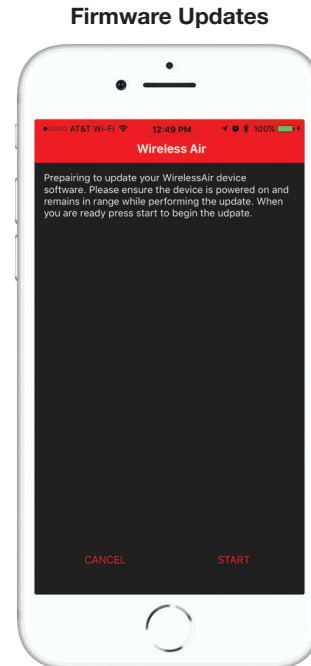 Firmware Updates
●○○○○ AT&T Wi-Fi 12:49 PM 100%
Wireless Air
Prepairing to update your WirelessAir device
software. Please ensure the device is powered on and
remains in range while performing the update. When
you are ready press start to begin the udpate.
CANCEL START